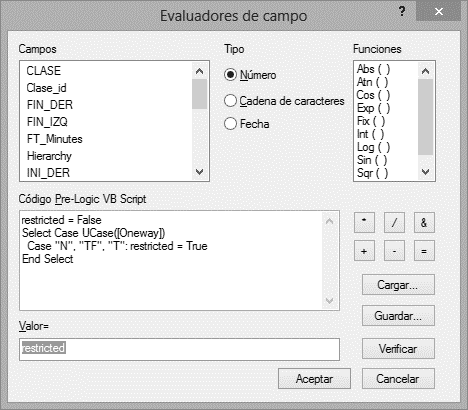 Evaluadores de campo
? ×
Campos
Tipo
Funciones
CLASE
Clase_id
FIN_DER
FIN_IZQ
FT_Minutes
Hierarchy
INI_DER
Número
Cadena de caracteres
Fecha
Abs ( )
Atn ( )
Cos ( )
Exp ( )
Fix ( )
Int ( )
Log ( )
Sin ( )
Sqr ( )
Código Pre-Logic VB Script
restricted = False
Select Case UCase([Oneway])
Case "N", "TF", "T": restricted = True
End Select
* / &
+ - =
Cargar...
Guardar...
Valor=
restricted
Verificar
Aceptar
Cancelar